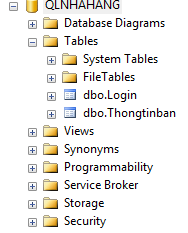 QLNHAHANG
Database Diagrams
Tables
System Tables
FileTables
dbo.Login
dbo.Thongtinban
Views
Synonyms
Programmability
Service Broker
Storage
Security